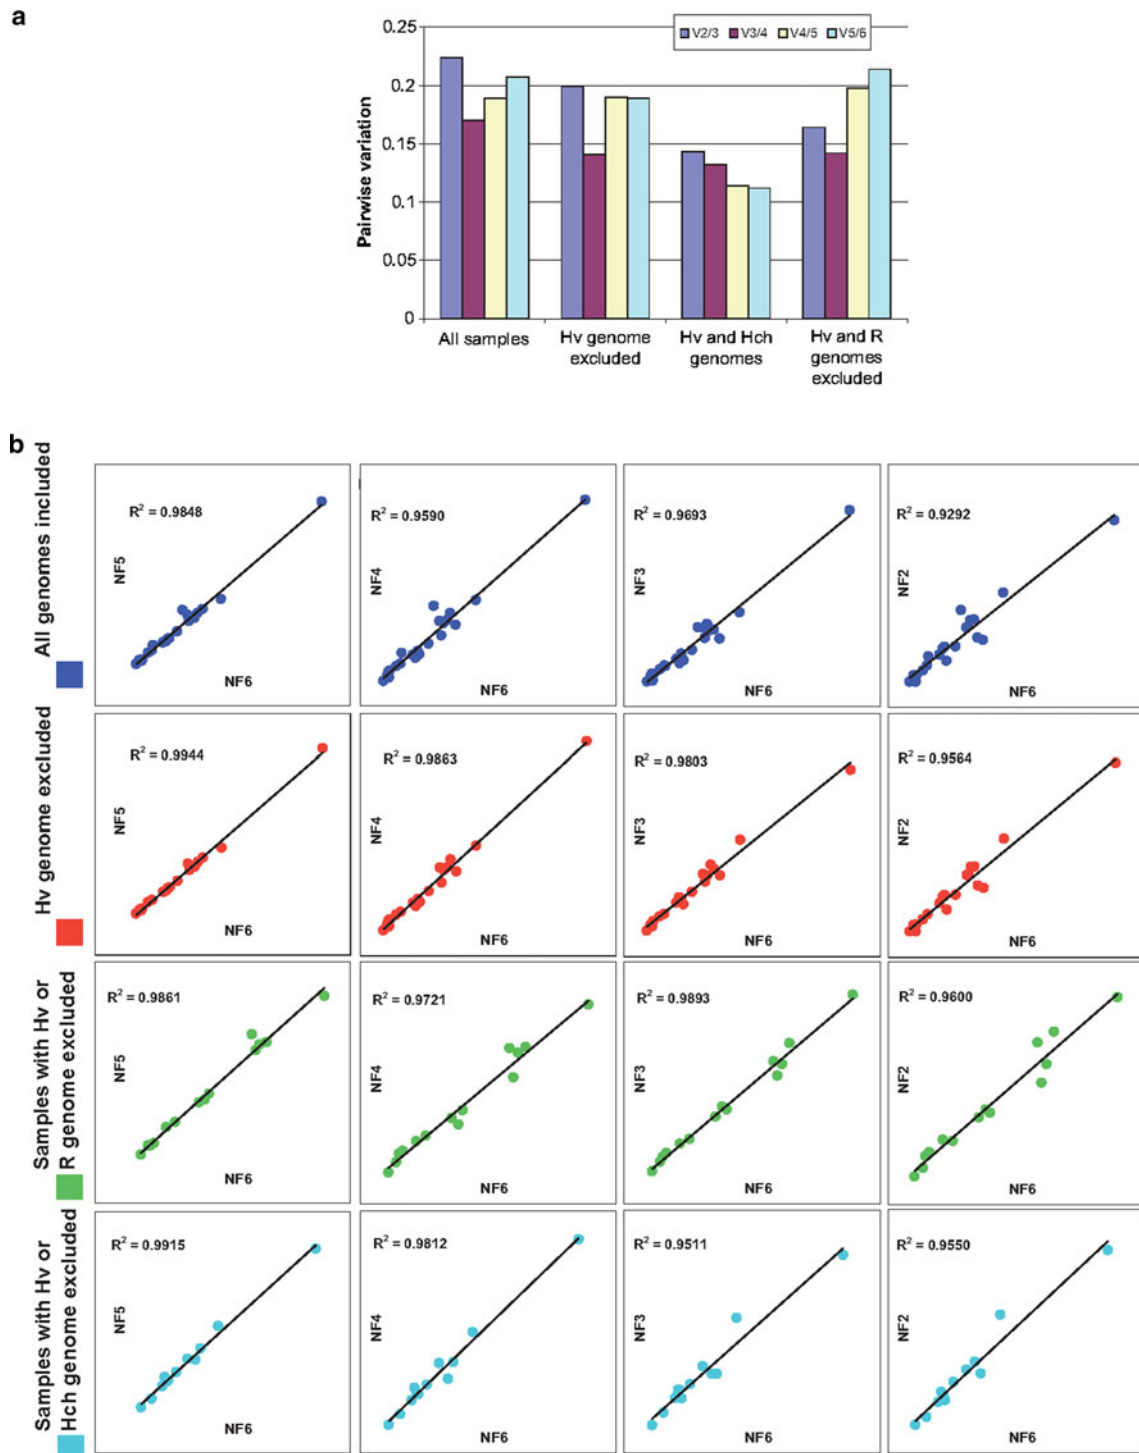 a
0.25
V2/3 V3/4 V4/5 V5/6
0.2
0.15
0.1
0.05
0
Pairwise variation
All samples
Hv genome
excluded
Hv and Hch
genomes
Hv and R
genomes
excluded
b
All genomes included
R² = 0.9848
NF5
NF6
R² = 0.9590
NF4
NF6
R² = 0.9693
NF3
NF6
R² = 0.9292
NF2
NF6
Hv genome excluded
R² = 0.9944
NF5
NF6
R² = 0.9863
NF4
NF6
R² = 0.9803
NF3
NF6
R² = 0.9564
NF2
NF6
Samples with Hv or
R genome excluded
R² = 0.9861
NF5
NF6
R² = 0.9721
NF4
NF6
R² = 0.9893
NF3
NF6
R² = 0.9600
NF2
NF6
Samples with Hv or
Hch genome excluded
R² = 0.9915
NF5
NF6
R² = 0.9812
NF4
NF6
R² = 0.9511
NF3
NF6
R² = 0.9550
NF2
NF6